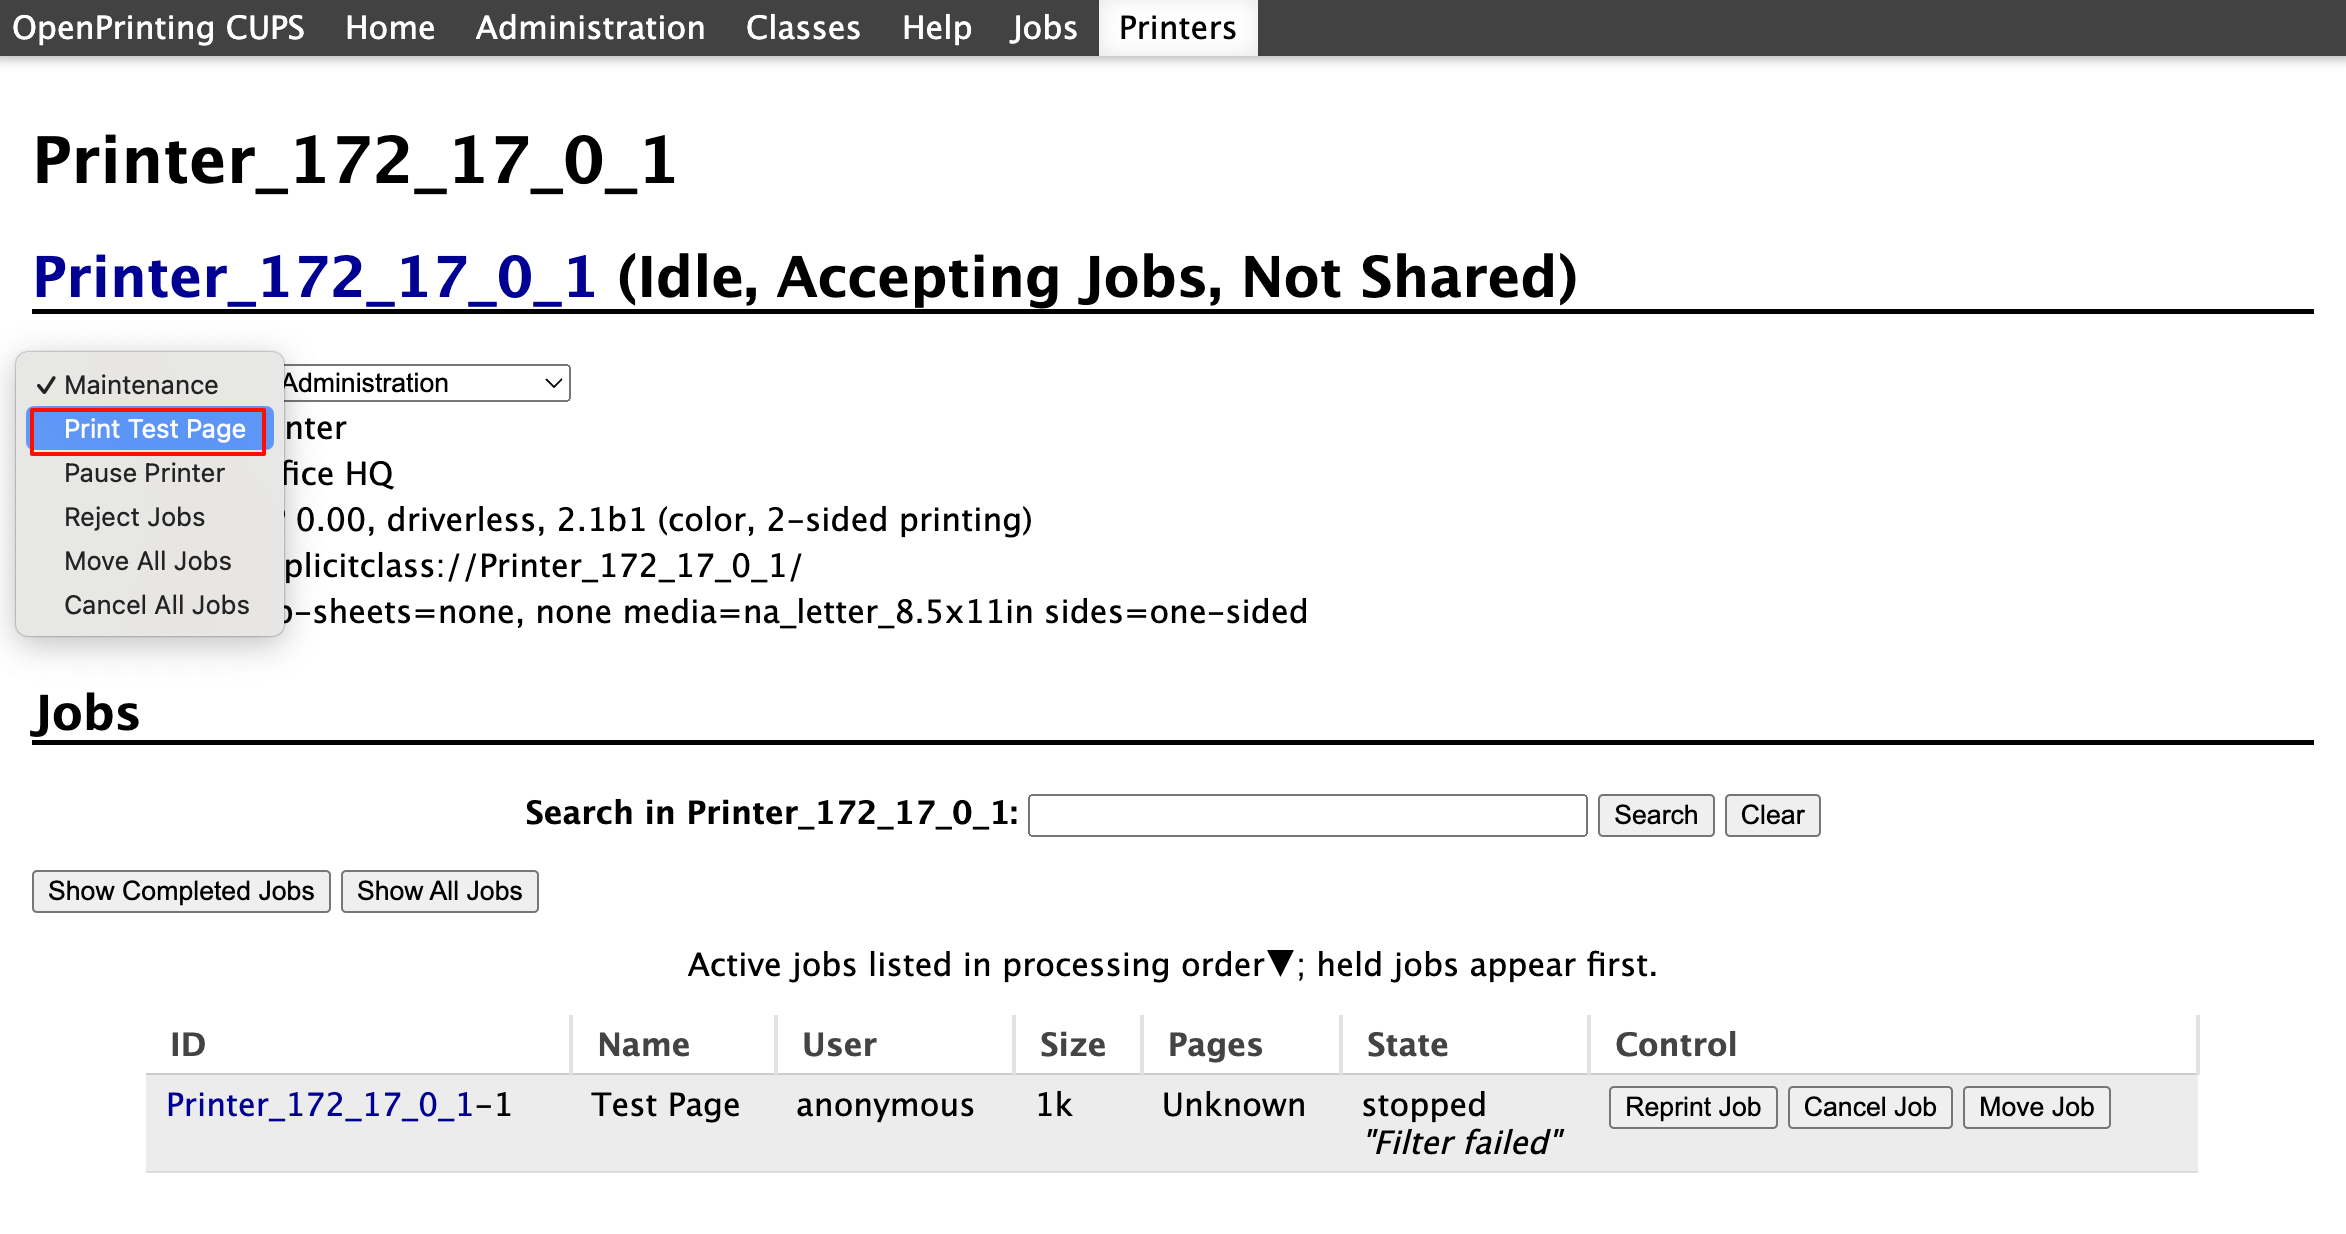 OpenPrinting CUPS Home Administration Classes Help Jobs Printers
Printer_172_17_0_1
Printer_172_17_0_1 (Idle, Accepting Jobs, Not Shared)
✓ Maintenance
Administration
Print Test Page
nter
Pause Printer
fice HQ
Reject Jobs
0.00, driverless, 2.1b1 (color, 2-sided printing)
Move All Jobs
plicitclass://Printer_172_17_0_1/
Cancel All Jobs
-sheets=none, none media=na_letter_8.5x11in sides=one-sided
Jobs
Search in Printer_172_17_0_1: Search Clear
Show Completed Jobs Show All Jobs
Active jobs listed in processing order▼; held jobs appear first.
ID Name User Size Pages State Control
Printer_172_17_0_1-1 Test Page anonymous 1k Unknown stopped Reprint Job Cancel Job Move Job
"Filter failed"